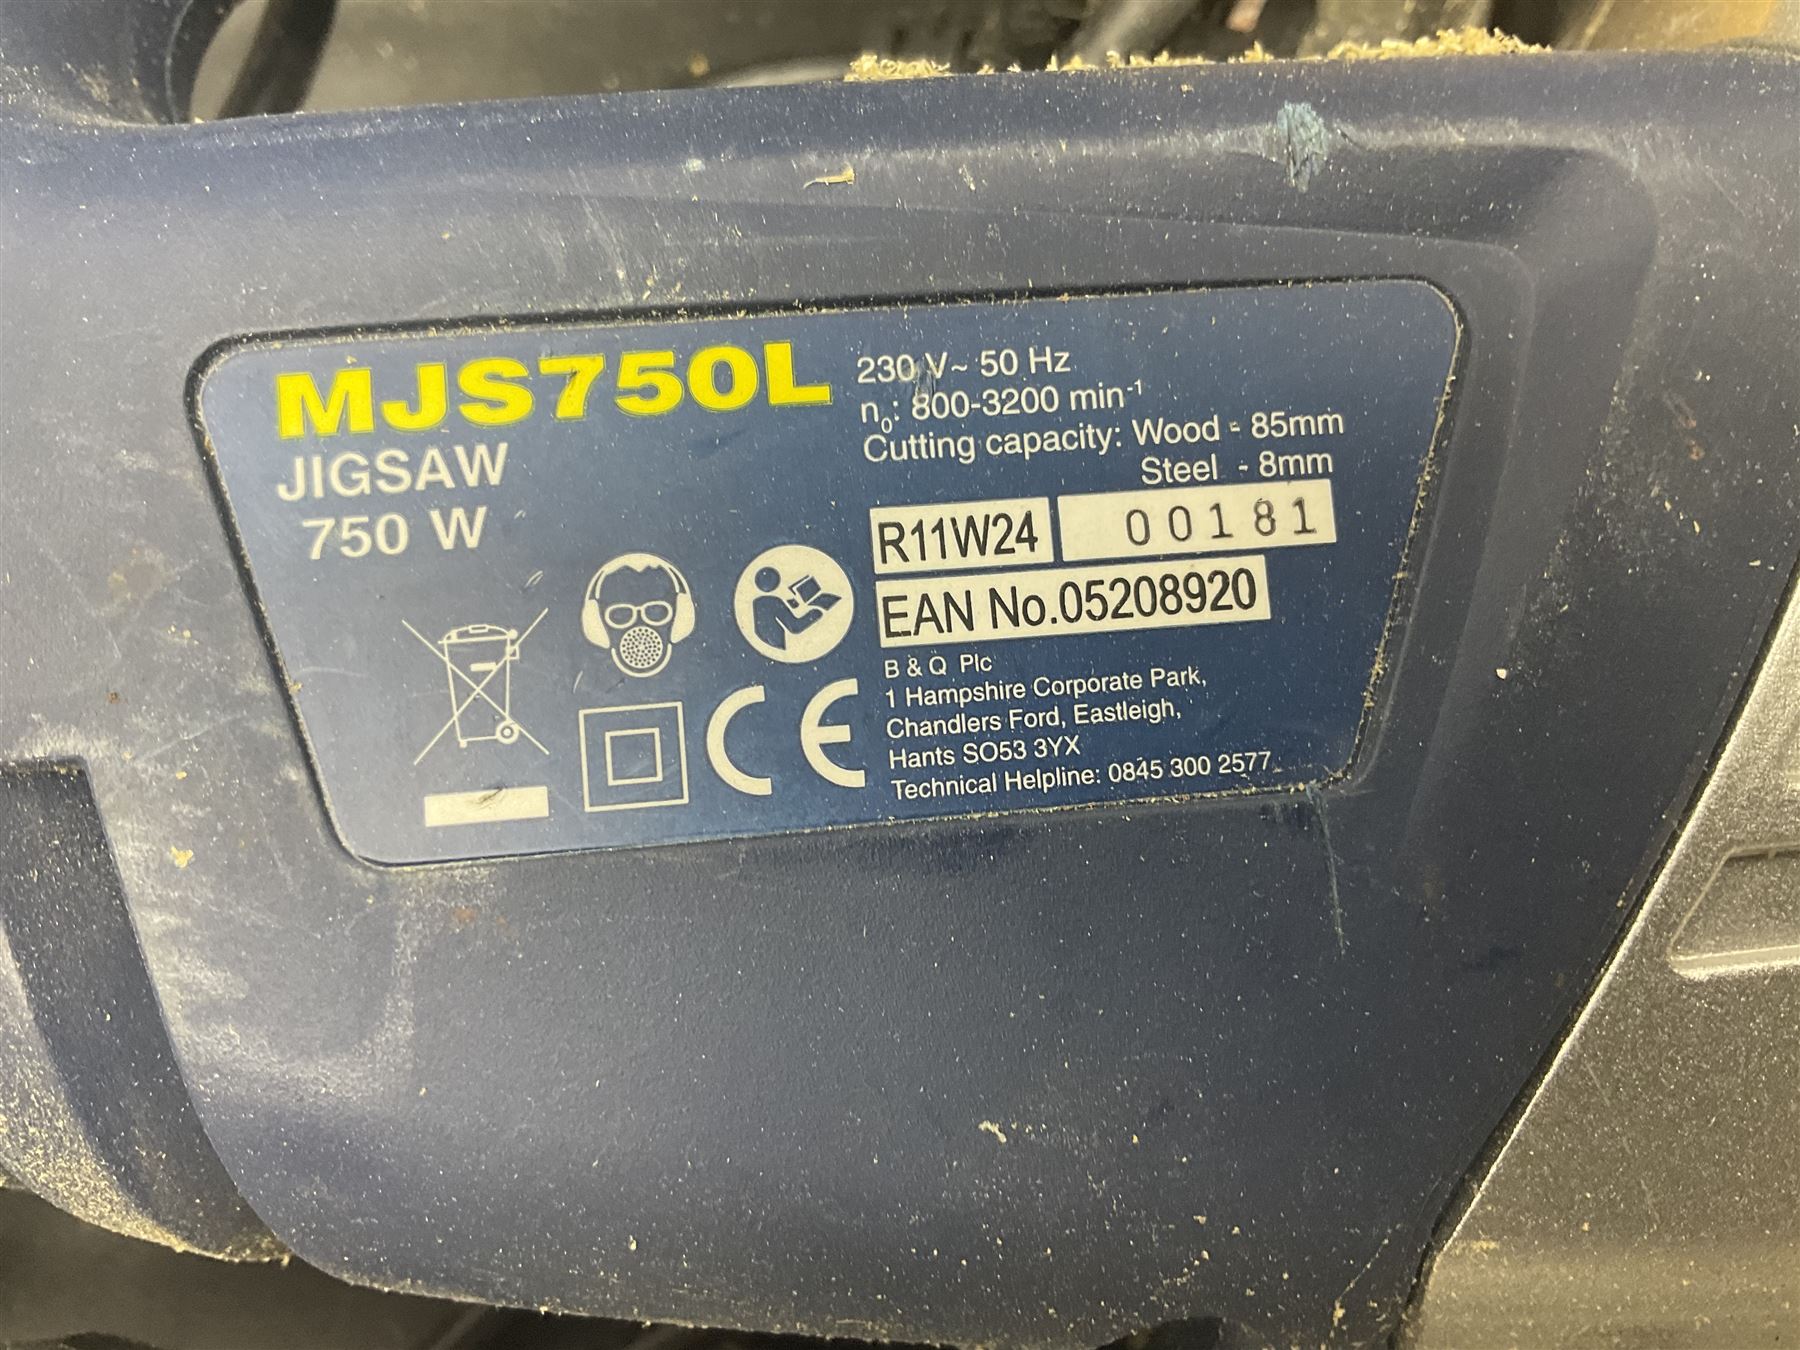 MJS750L
JIGSAW
750 W
230 V~ 50 Hz
n₀: 800-3200 min⁻¹
Cutting capacity: Wood - 85mm
Steel - 8mm
R11W24 00181
EAN No.05208920
B & Q Plc
1 Hampshire Corporate Park,
Chandlers Ford, Eastleigh,
Hants SO53 3YX
Technical Helpline: 0845 300 2577
CE